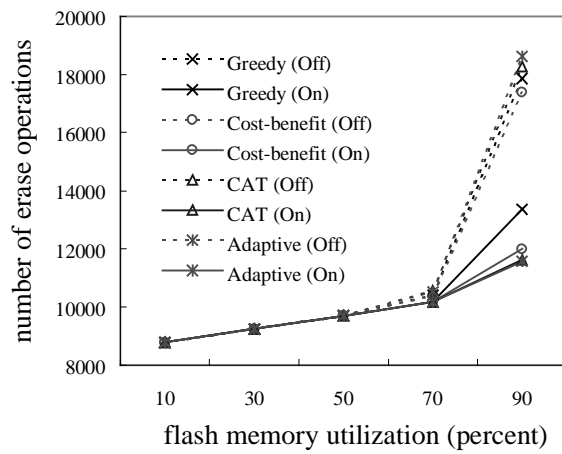 number of erase operations
20000
18000
16000
14000
12000
10000
8000
Greedy (Off)
Greedy (On)
Cost-benefit (Off)
Cost-benefit (On)
CAT (Off)
CAT (On)
Adaptive (Off)
Adaptive (On)
10 30 50 70 90
flash memory utilization (percent)